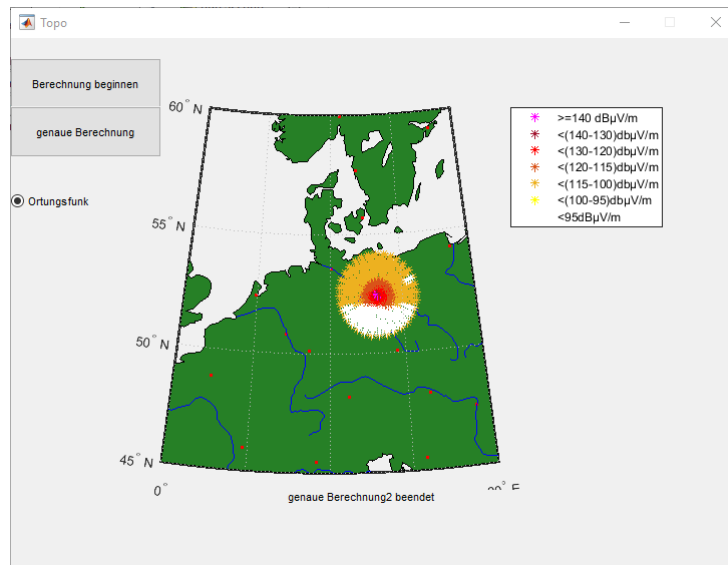 Topo
Berechnung beginnen
genaue Berechnung
Ortungsfunk
60° N
55° N
50° N
45° N
0°
20° E
genaue Berechnung2 beendet
>=140 dBµV/m
<(140-130)dbµV/m
<(130-120)dbµV/m
<(120-115)dbµV/m
<(115-100)dbµV/m
<(100-95)dbµV/m
<95dBµV/m